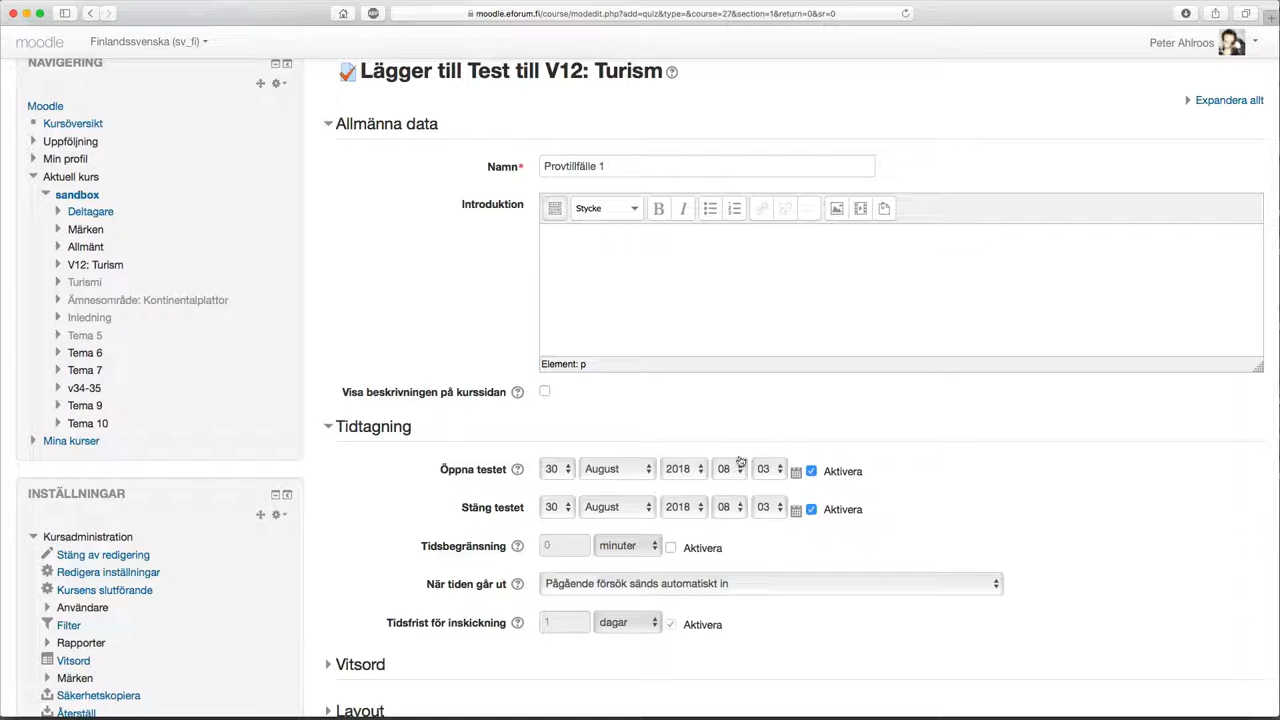 moodle.eforum.fi/course/modedit.php?add=quiz&type=&course=27&section=1&return=0&sr=0
moodle
Finlandssvenska (sv_fi)
Peter Ahlroos
NAVIGERING
Moodle
Kursöversikt
Uppföljning
Min profil
Aktuell kurs
sandbox
Deltagare
Märken
Allmänt
V12: Turism
Turismi
Ämnesområde: Kontinentalplattor
Inledning
Tema 5
Tema 6
Tema 7
v34-35
Tema 9
Tema 10
Mina kurser
INSTÄLLNINGAR
Kursadministration
Stäng av redigering
Redigera inställningar
Kursens slutförande
Användare
Filter
Rapporter
Vitsord
Märken
Säkerhetskopiera
Återställ
Lägger till Test till V12: Turism
Expandera allt
Allmänna data
Namn* Provtillfälle 1
Introduktion
Stycke B I
Element: p
Visa beskrivningen på kurssidan
Tidtagning
Öppna testet 30 August 2018 08 03 Aktivera
Stäng testet 30 August 2018 08 03 Aktivera
Tidsbegränsning 0 minuter Aktivera
När tiden går ut Pågående försök sänds automatiskt in
Tidsfrist för inskickning 1 dagar Aktivera
Vitsord
Layout